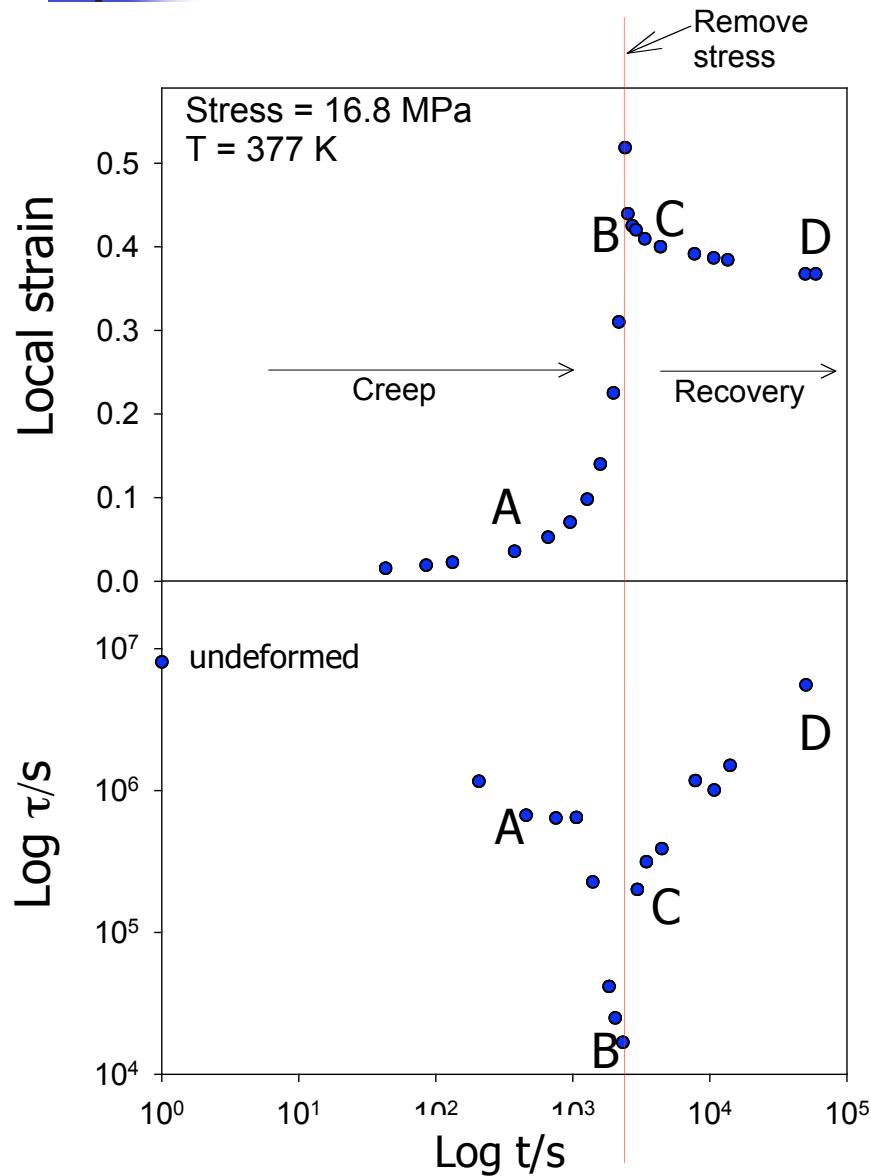 Remove
stress
Stress = 16.8 MPa
T = 377 K
0.5
0.4
0.3
0.2
0.1
0.0
Local strain
B
C
D
Creep
Recovery
A
10⁷
10⁶
10⁵
10⁴
Log τ/s
undeformed
A
D
C
B
10⁰
10¹
10²
10³
10⁴
10⁵
Log t/s